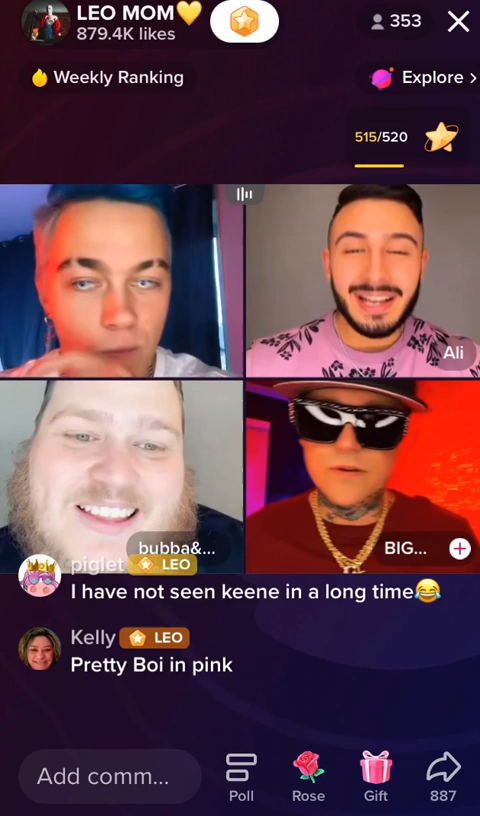 LEO MOM💛
879.4K likes
353
Weekly Ranking
Explore >
515/520
Ali
bubba&...
BIG...
piglet LEO
I have not seen keene in a long time😂
Kelly LEO
Pretty Boi in pink
Add comm...
Poll
Rose
Gift
887